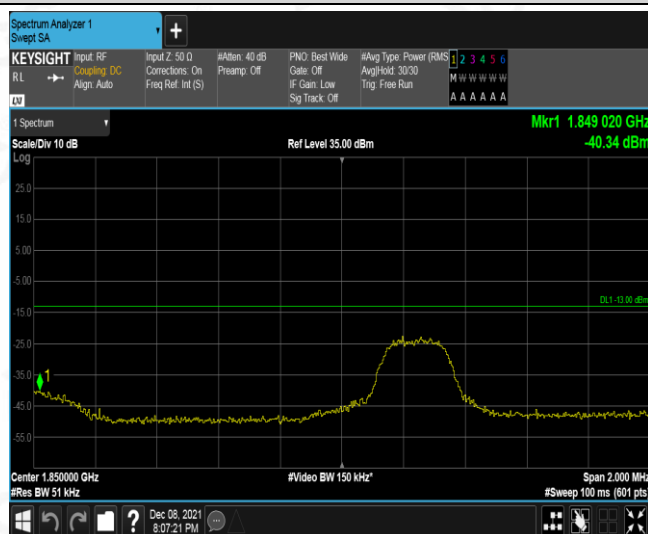 Spectrum Analyzer 1
Swept SA
+
KEYSIGHT
RL
LXI
Input: RF
Coupling: DC
Align: Auto
Input Z: 50 Ω
Corrections: On
Freq Ref: Int (S)
#Atten: 40 dB
Preamp: Off
PNO: Best Wide
Gate: Off
IF Gain: Low
Sig Track: Off
#Avg Type: Power (RMS
Avg|Hold: 30/30
Trig: Free Run
1 2 3 4 5 6
M W W W W W
A A A A A A
1 Spectrum
Scale/Div 10 dB
Log
Ref Level 35.00 dBm
Mkr1 1.849 020 GHz
-40.34 dBm
25.0
15.0
5.00
-5.00
DL1 -13.00 dBm
-15.0
-25.0
-35.0
1
-45.0
-55.0
Center 1.850000 GHz
#Res BW 51 kHz
#Video BW 150 kHz*
Span 2.000 MHz
#Sweep 100 ms (601 pts)
?
Dec 08, 2021
8:07:21 PM